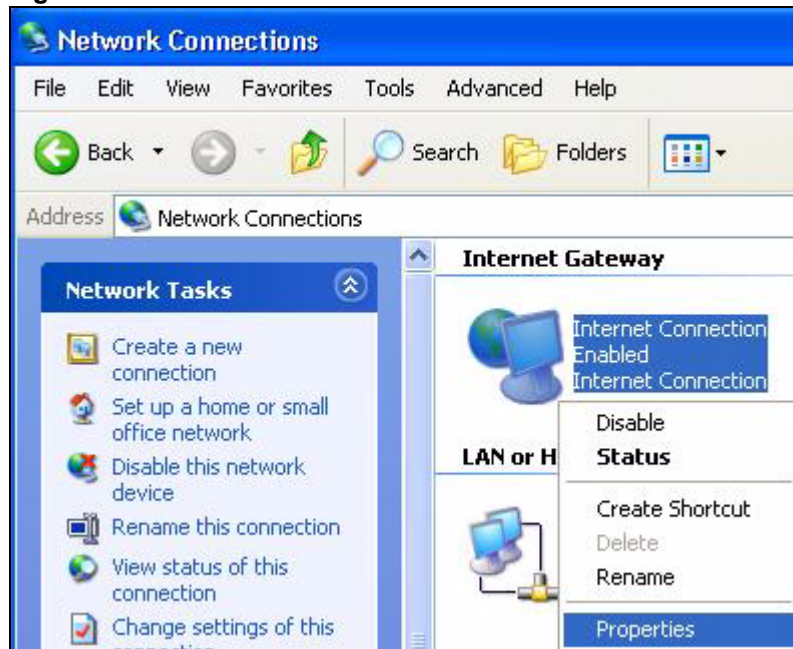 Network Connections
File Edit View Favorites Tools Advanced Help
Back Search Folders
Address Network Connections
Network Tasks
Create a new
connection
Set up a home or small
office network
Disable this network
device
Rename this connection
View status of this
connection
Change settings of this
connection
Internet Gateway
Internet Connection
Enabled
Internet Connection
LAN or H
Disable
Status
Create Shortcut
Delete
Rename
Properties